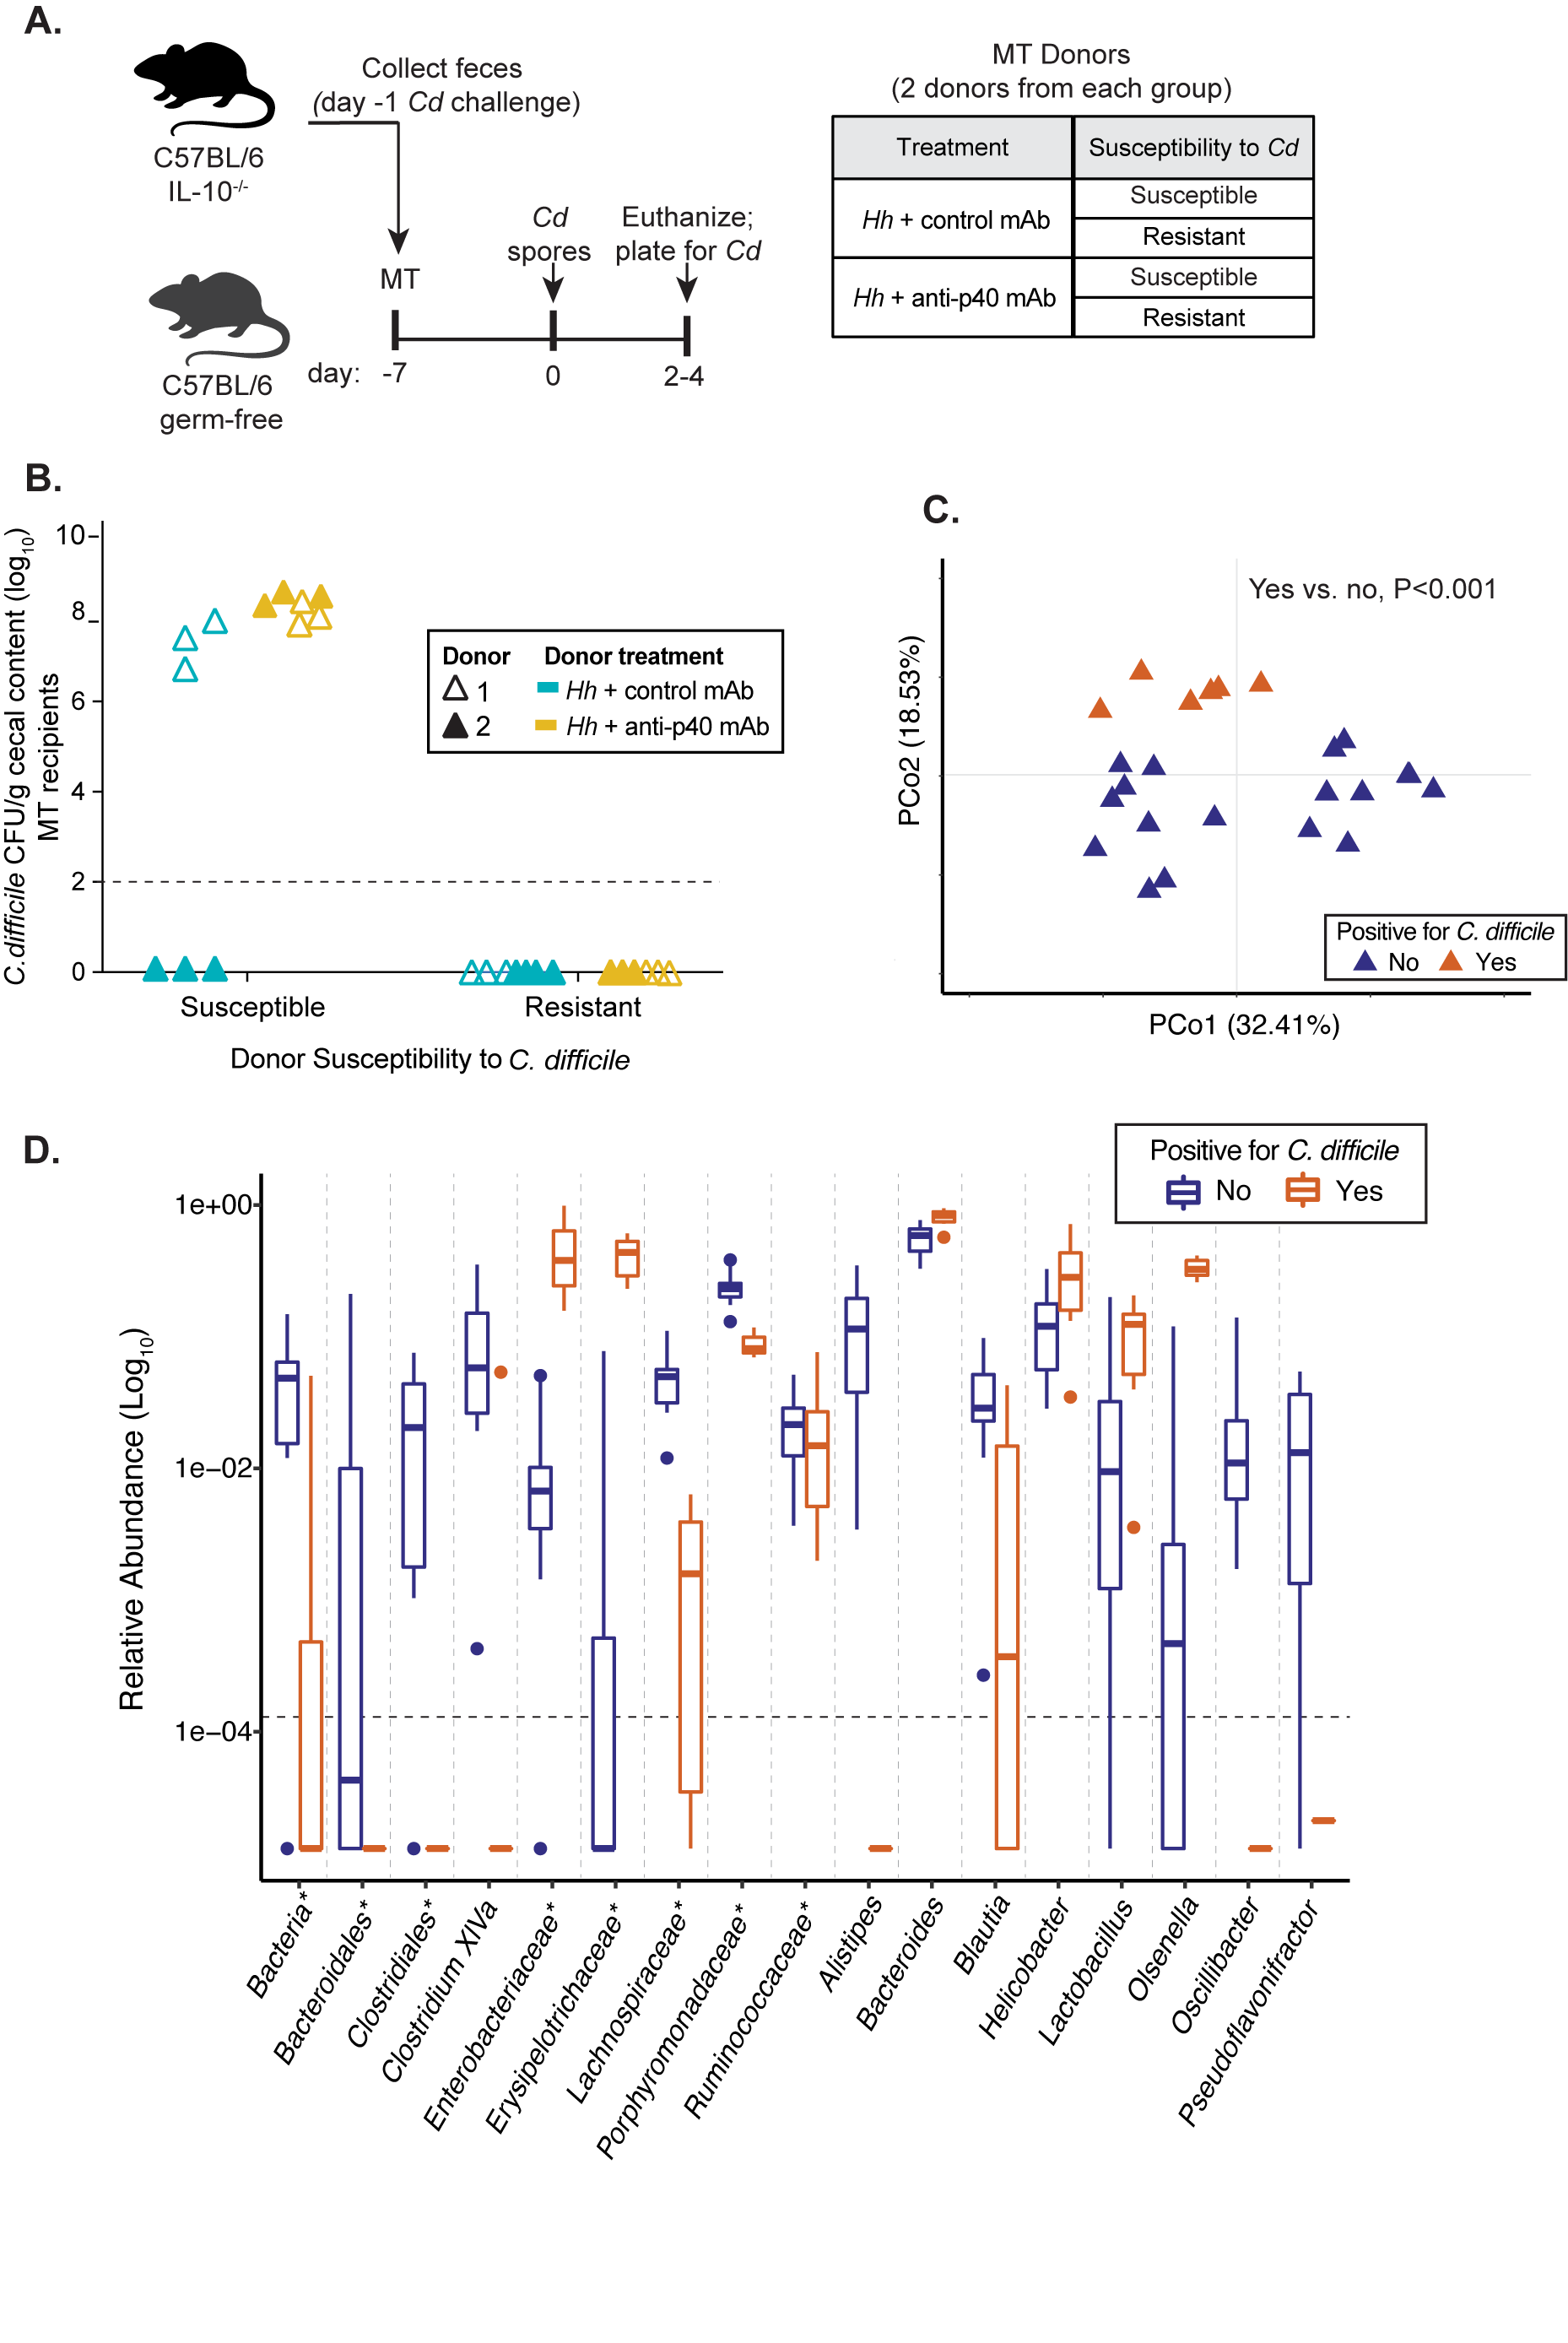 A.
Collect feces
(day -1 Cd challenge)
C57BL/6
IL-10-/-
Cd
spores
Euthanize;
plate for Cd
MT
C57BL/6
germ-free
day: -7 0 2-4
MT Donors
(2 donors from each group)
Treatment Susceptibility to Cd
Hh + control mAb
Susceptible
Resistant
Hh + anti-p40 mAb
Susceptible
Resistant
B.
C.difficile CFU/g cecal content (log10)
MT recipients
10
8
6
4
2
0
Donor Donor treatment
1 Hh + control mAb
2 Hh + anti-p40 mAb
Susceptible Resistant
Donor Susceptibility to C. difficile
C.
Yes vs. no, P<0.001
PCo2 (18.53%)
Positive for C. difficile
No Yes
PCo1 (32.41%)
D.
Positive for C. difficile
No Yes
Relative Abundance (Log10)
1e+00
1e−02
1e−04
Bacteria*
Bacteroidales*
Clostridiales*
Clostridium XIVa
Enterobacteriaceae*
Erysipelotrichaceae*
Lachnospiraceae*
Porphyromonadaceae*
Ruminococcaceae*
Alistipes
Bacteroides
Blautia
Helicobacter
Lactobacillus
Olsenella
Oscillibacter
Pseudoflavonifractor